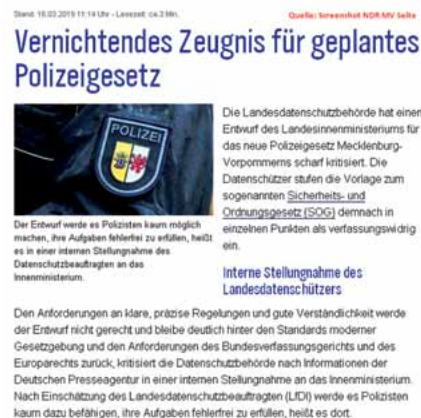 Stand: 16.03.2019 11:14 Uhr - Lesezeit: ca.3 Min.
Quelle: Screenshot NDR MV Seite
Vernichtendes Zeugnis für geplantes
Polizeigesetz
POLIZEI
Die Landesdatenschutzbehörde hat einen
Entwurf des Landesinnenministeriums für
das neue Polizeigesetz Mecklenburg-
Vorpommerns scharf kritisiert. Die
Datenschützer stufen die Vorlage zum
sogenannten Sicherheits- und
Ordnungsgesetz (SOG) demnach in
einzelnen Punkten als verfassungswidrig
ein.
Der Entwurf werde es Polizisten kaum möglich
machen, ihre Aufgaben fehlerfrei zu erfüllen, heißt
es in einer internen Stellungnahme des
Datenschutzbeauftragten an das
Innenministerium.
Interne Stellungnahme des
Landesdatenschützers
Den Anforderungen an klare, präzise Regelungen und gute Verständlichkeit werde
der Entwurf nicht gerecht und bleibe deutlich hinter den Standards moderner
Gesetzgebung und den Anforderungen des Bundesverfassungsgerichts und des
Europarechts zurück, kritisiert die Datenschutzbehörde nach Informationen der
Deutschen Presseagentur in einer internen Stellungnahme an das Innenministerium.
Nach Einschätzung des Landesdatenschutzbeauftragten (LfDI) werde es Polizisten
kaum dazu befähigen, ihre Aufgaben fehlerfrei zu erfüllen, heißt es dort.